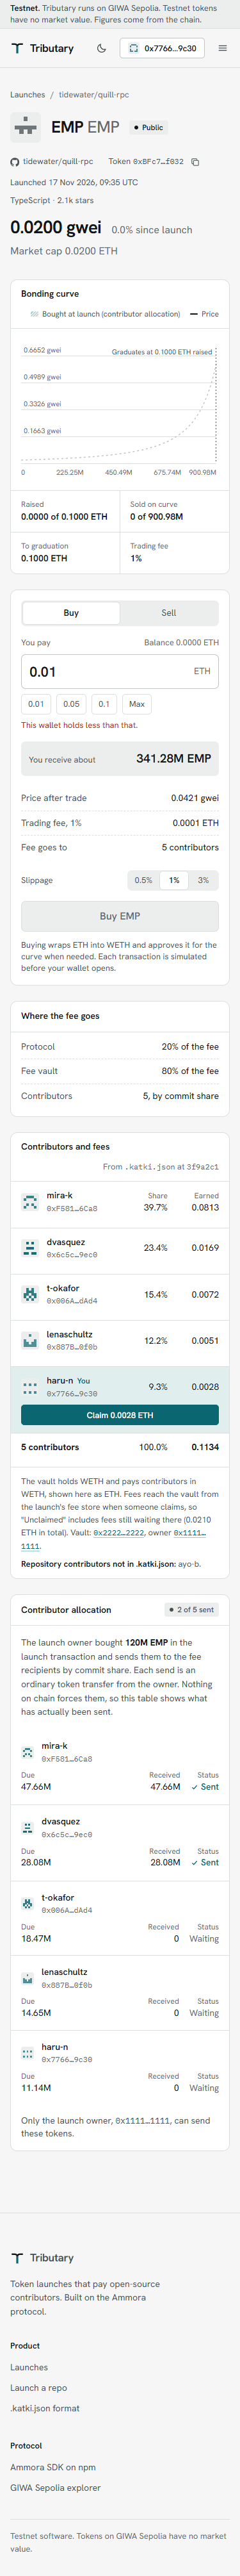 Testnet. Tributary runs on GIWA Sepolia. Testnet tokens
have no market value. Figures come from the chain.
Tributary
0x7766…9c30
Launches / tidewater/quill-rpc
EMP EMP
Public
tidewater/quill-rpc
Token 0xBFc7…f032
Launched 17 Nov 2026, 09:35 UTC
TypeScript · 2.1k stars
0.0200 gwei 0.0% since launch
Market cap 0.0200 ETH
Bonding curve
Bought at launch (contributor allocation)
Price
0.6652 gwei
Graduates at 0.1000 ETH raised
0.4989 gwei
0.3326 gwei
0.1663 gwei
0 225.25M 450.49M 675.74M 900.98M
Raised
0.0000 of 0.1000 ETH
Sold on curve
0 of 900.98M
To graduation
0.1000 ETH
Trading fee
1%
Buy
Sell
You pay
Balance 0.0000 ETH
0.01
ETH
0.01 0.05 0.1 Max
This wallet holds less than that.
You receive about 341.28M EMP
Price after trade 0.0421 gwei
Trading fee, 1% 0.0001 ETH
Fee goes to 5 contributors
Slippage 0.5% 1% 3%
Buy EMP
Buying wraps ETH into WETH and approves it for the
curve when needed. Each transaction is simulated
before your wallet opens.
Where the fee goes
Protocol 20% of the fee
Fee vault 80% of the fee
Contributors 5, by commit share
Contributors and fees
From .katki.json at 3f9a2c1
mira-k
0xF581…6Ca8
Share
39.7%
Earned
0.0813
dvasquez
0x6c5c…9ec0
23.4% 0.0169
t-okafor
0x006A…dAd4
15.4% 0.0072
lenaschultz
0x887B…0f0b
12.2% 0.0051
haru-n You
0x7766…9c30
9.3% 0.0028
Claim 0.0028 ETH
5 contributors 100.0% 0.1134
The vault holds WETH and pays contributors in
WETH, shown here as ETH. Fees reach the vault from
the launch's fee store when someone claims, so
"Unclaimed" includes fees still waiting there (0.0210
ETH in total). Vault: 0x2222…2222, owner 0x1111…
1111.
Repository contributors not in .katki.json: ayo-b.
Contributor allocation
2 of 5 sent
The launch owner bought 120M EMP in the
launch transaction and sends them to the fee
recipients by commit share. Each send is an
ordinary token transfer from the owner. Nothing
on chain forces them, so this table shows what
has actually been sent.
mira-k
0xF581…6Ca8
Due Received Status
47.66M 47.66M Sent
dvasquez
0x6c5c…9ec0
Due Received Status
28.08M 28.08M Sent
t-okafor
0x006A…dAd4
Due Received Status
18.47M 0 Waiting
lenaschultz
0x887B…0f0b
Due Received Status
14.65M 0 Waiting
haru-n
0x7766…9c30
Due Received Status
11.14M 0 Waiting
Only the launch owner, 0x1111…1111, can send
these tokens.
Tributary
Token launches that pay open-source
contributors. Built on the Ammora
protocol.
Product
Launches
Launch a repo
.katki.json format
Protocol
Ammora SDK on npm
GIWA Sepolia explorer
Testnet software. Tokens on GIWA Sepolia have no market
value.